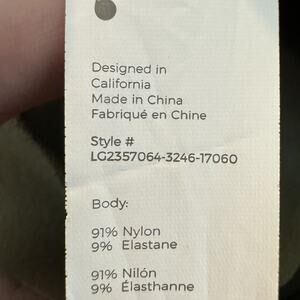 Designed in
California
Made in China
Fabriqué en Chine
Style #
LG2357064-3246-17060
Body:
91% Nylon
9% Elastane
91% Nilón
9% Élasthanne